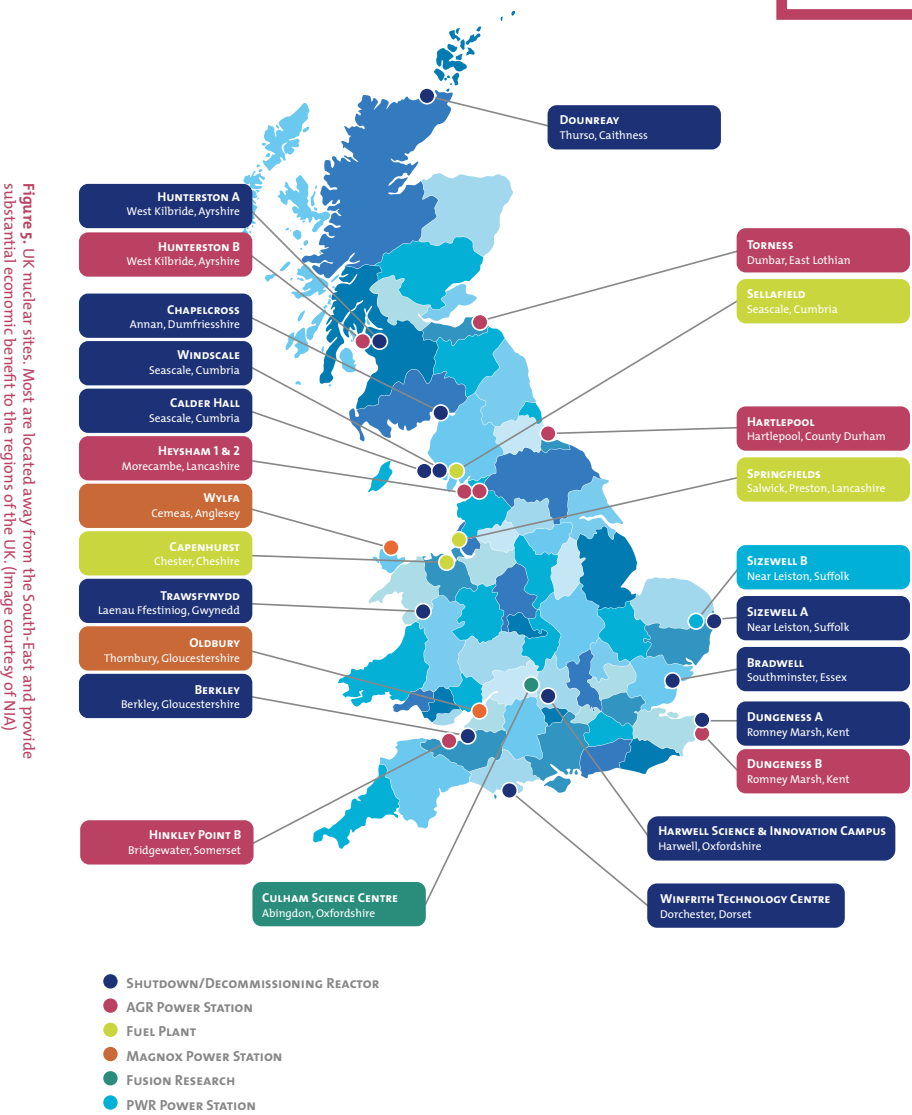 Figure 5. UK nuclear sites. Most are located away from the South-East and provide
substantial economic benefit to the regions of the UK. (Image courtesy of NIA)
Dounreay
Thurso, Caithness
Hunterston A
West Kilbride, Ayrshire
Hunterston B
West Kilbride, Ayrshire
Chapelcross
Annan, Dumfriesshire
Windscale
Seascale, Cumbria
Calder Hall
Seascale, Cumbria
Heysham 1 & 2
Morecambe, Lancashire
Wylfa
Cemeas, Anglesey
Capenhurst
Chester, Cheshire
Trawsfynydd
Laenau Ffestiniog, Gwynedd
Oldbury
Thornbury, Gloucestershire
Berkley
Berkley, Gloucestershire
Hinkley Point B
Bridgewater, Somerset
Culham Science Centre
Abingdon, Oxfordshire
Torness
Dunbar, East Lothian
Sellafield
Seascale, Cumbria
Hartlepool
Hartlepool, County Durham
Springfields
Salwick, Preston, Lancashire
Sizewell B
Near Leiston, Suffolk
Sizewell A
Near Leiston, Suffolk
Bradwell
Southminster, Essex
Dungeness A
Romney Marsh, Kent
Dungeness B
Romney Marsh, Kent
Harwell Science & Innovation Campus
Harwell, Oxfordshire
Winfrith Technology Centre
Dorchester, Dorset
Shutdown/Decommissioning Reactor
AGR Power Station
Fuel Plant
Magnox Power Station
Fusion Research
PWR Power Station